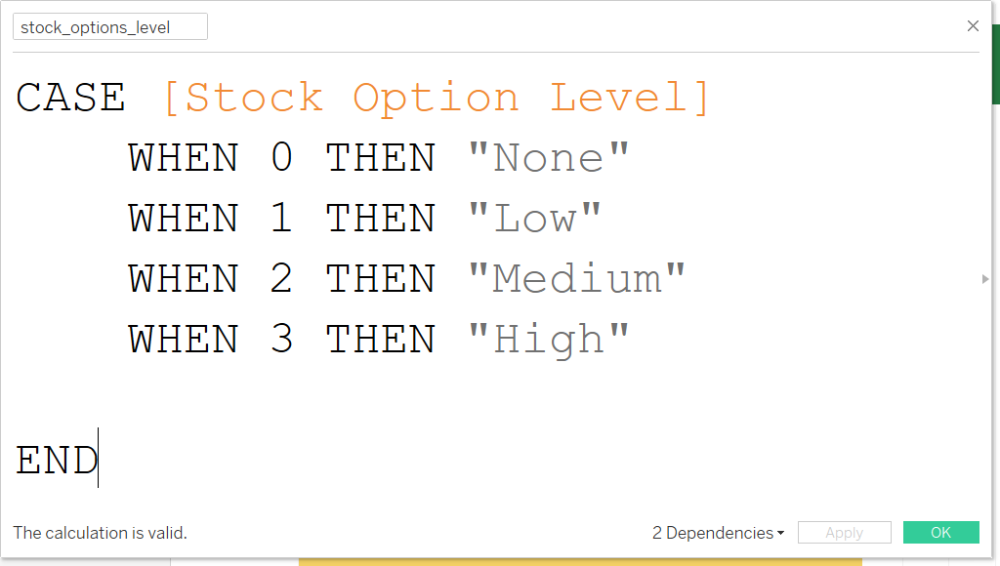 stock_options_level
CASE [Stock Option Level]
WHEN 0 THEN "None"
WHEN 1 THEN "Low"
WHEN 2 THEN "Medium"
WHEN 3 THEN "High"
END
The calculation is valid.
2 Dependencies
Apply
OK